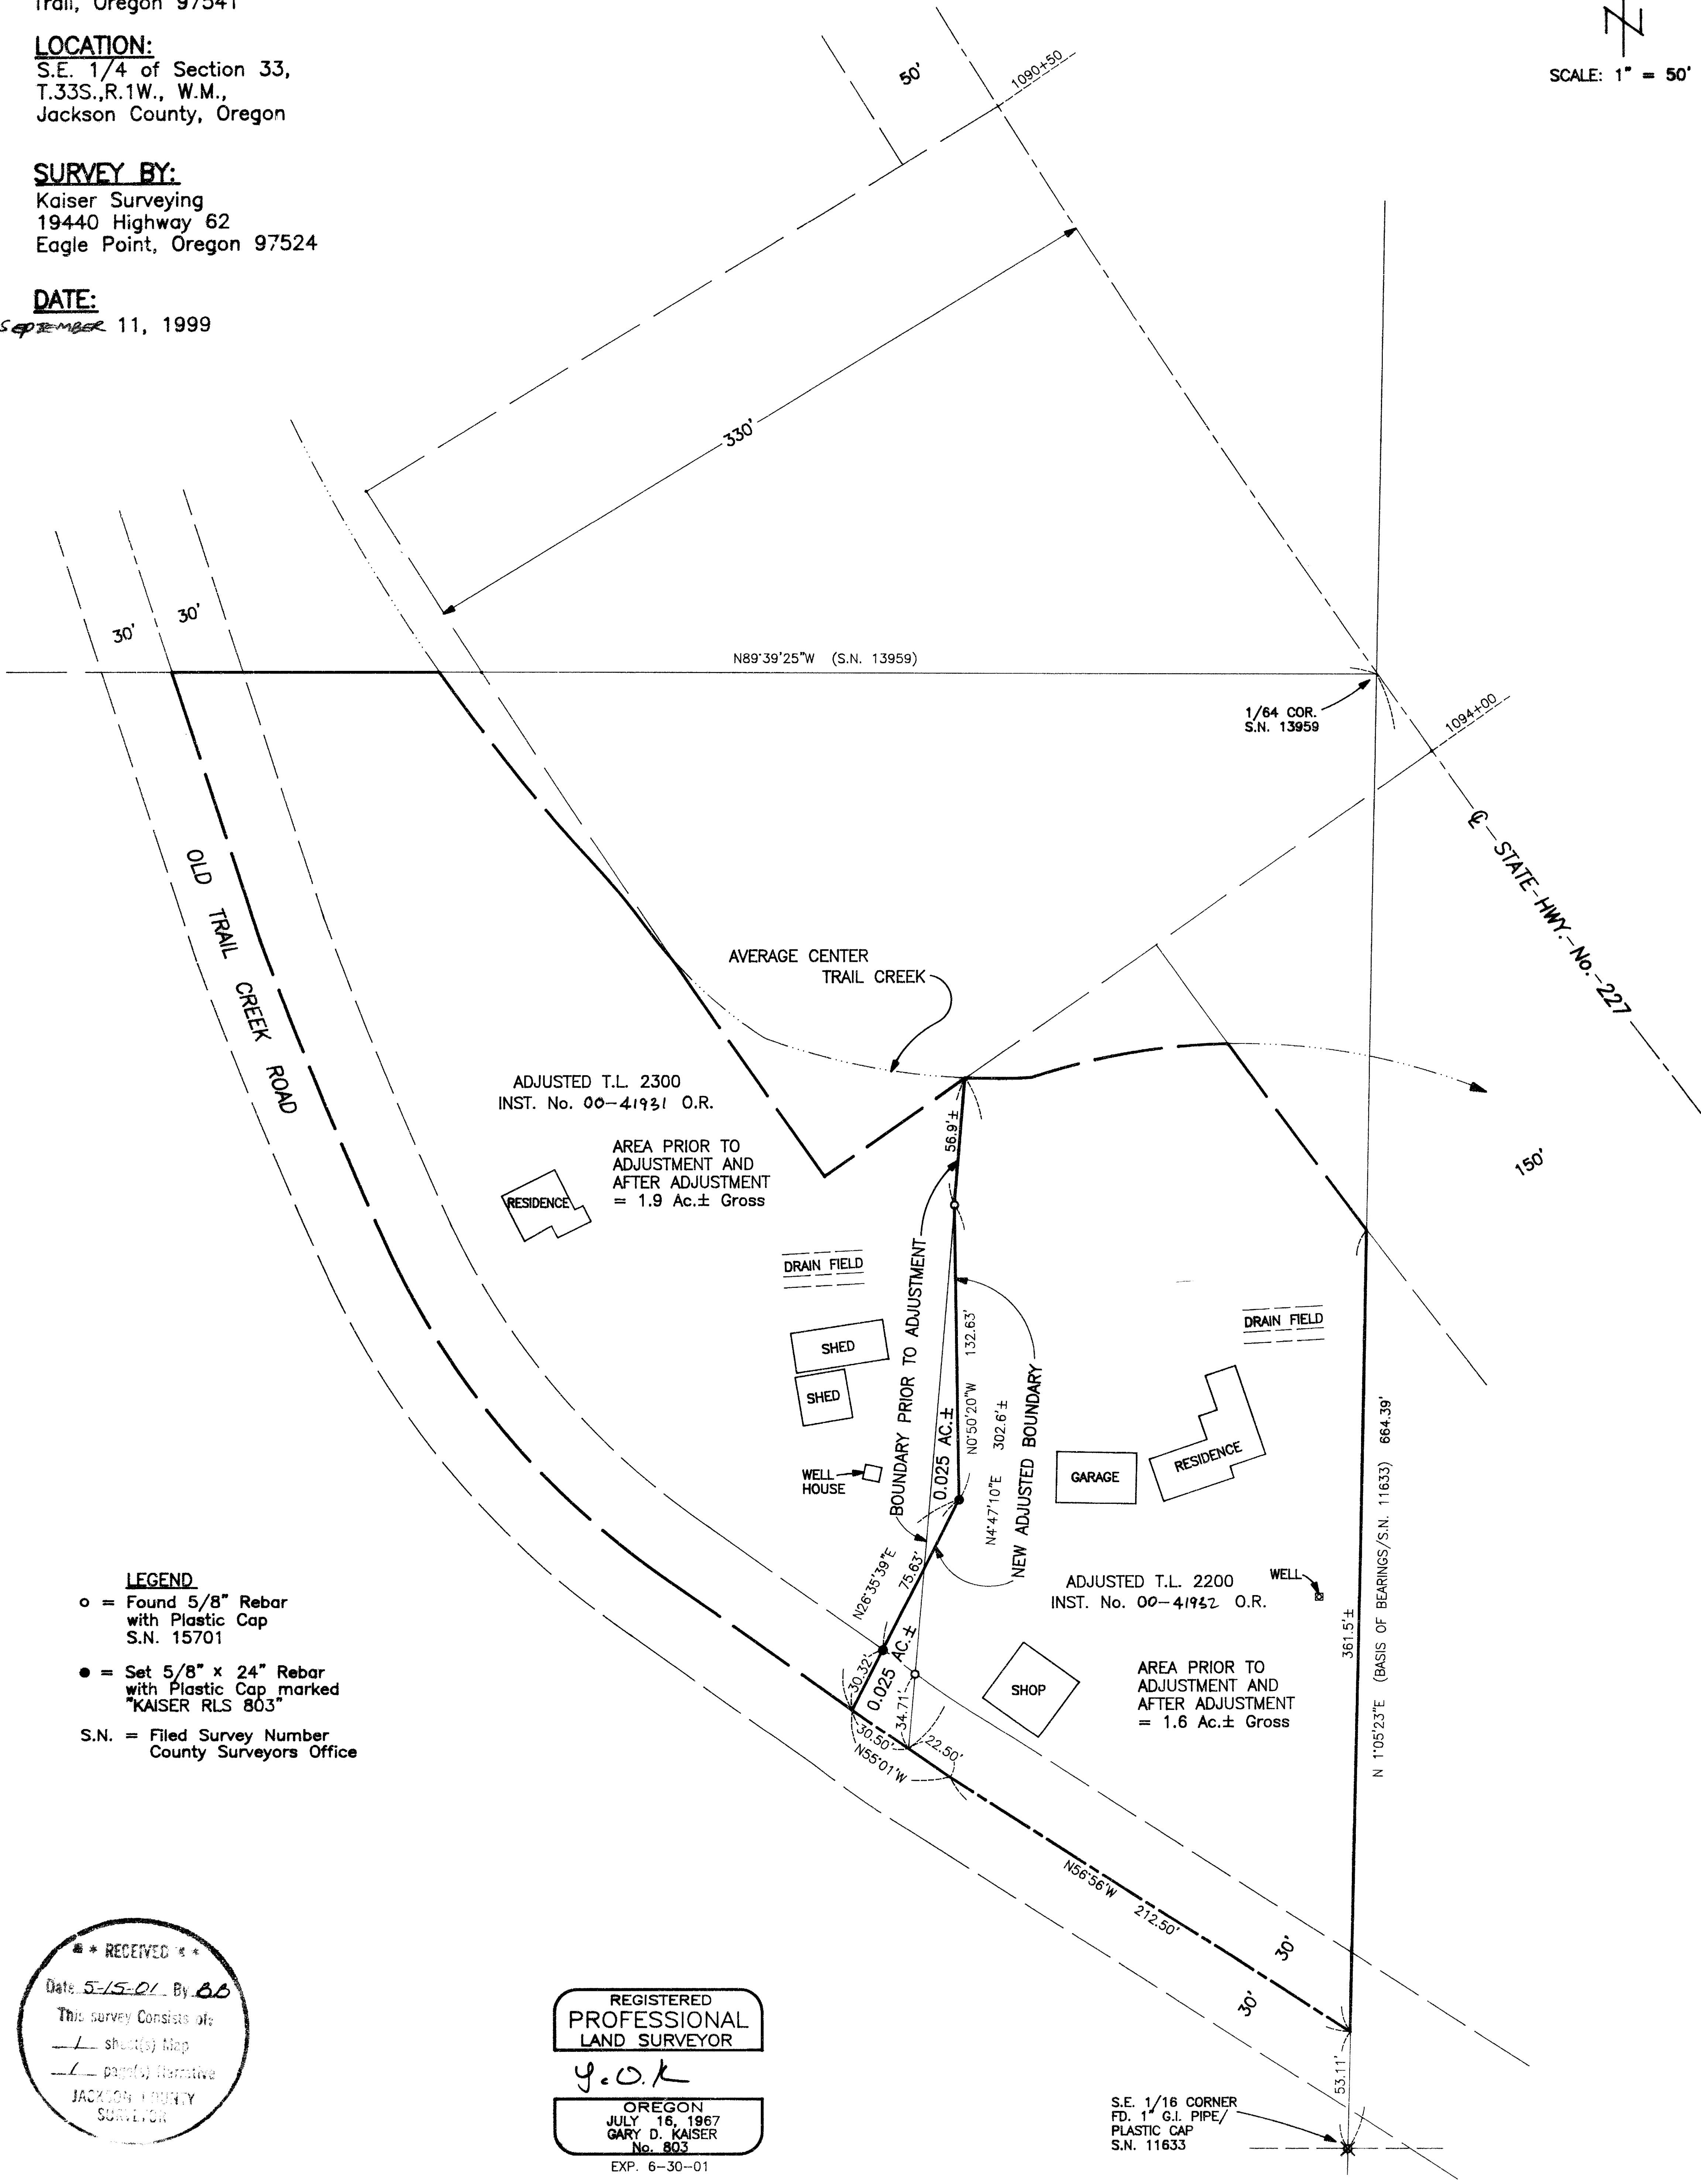 Trail, Oregon 97541
LOCATION:
S.E. 1/4 of Section 33,
T.33S.,R.1W., W.M.,
Jackson County, Oregon
SURVEY BY:
Kaiser Surveying
19440 Highway 62
Eagle Point, Oregon 97524
DATE:
SEPTEMBER 11, 1999
SCALE: 1" = 50'
50'
1090+50
330'
30'
30'
N89°39'25"W (S.N. 13959)
1/64 COR.
S.N. 13959
1094+00
℄ STATE HWY. No. 227
OLD TRAIL CREEK ROAD
AVERAGE CENTER
TRAIL CREEK
150'
ADJUSTED T.L. 2300
INST. No. 00-41931 O.R.
AREA PRIOR TO
ADJUSTMENT AND
AFTER ADJUSTMENT
= 1.9 Ac.± Gross
RESIDENCE
56.9'±
DRAIN FIELD
SHED
SHED
WELL
HOUSE
BOUNDARY PRIOR TO ADJUSTMENT
0.025 AC.±
N0°50'20"W 132.63'
N4°47'10"E 302.6'±
NEW ADJUSTED BOUNDARY
DRAIN FIELD
GARAGE
RESIDENCE
N26°35'39"E
75.63'
30.32'
0.025 AC.±
34.71'
30.50'
22.50'
N55°01'W
ADJUSTED T.L. 2200
INST. No. 00-41932 O.R.
WELL
SHOP
AREA PRIOR TO
ADJUSTMENT AND
AFTER ADJUSTMENT
= 1.6 Ac.± Gross
361.5'±
N 1°05'23"E (BASIS OF BEARINGS/S.N. 11633) 664.39'
N56°56'W
212.50'
30'
30'
53.11'
S.E. 1/16 CORNER
FD. 1" G.I. PIPE/
PLASTIC CAP
S.N. 11633
LEGEND
o = Found 5/8" Rebar
with Plastic Cap
S.N. 15701
● = Set 5/8" x 24" Rebar
with Plastic Cap marked
"KAISER RLS 803"
S.N. = Filed Survey Number
County Surveyors Office
* RECEIVED *
Date 5-15-01 By BB
This survey Consists of:
1 sheet(s) Map
1 page(s) Narrative
JACKSON COUNTY
SURVEYOR
REGISTERED
PROFESSIONAL
LAND SURVEYOR
OREGON
JULY 16, 1967
GARY D. KAISER
No. 803
EXP. 6-30-01